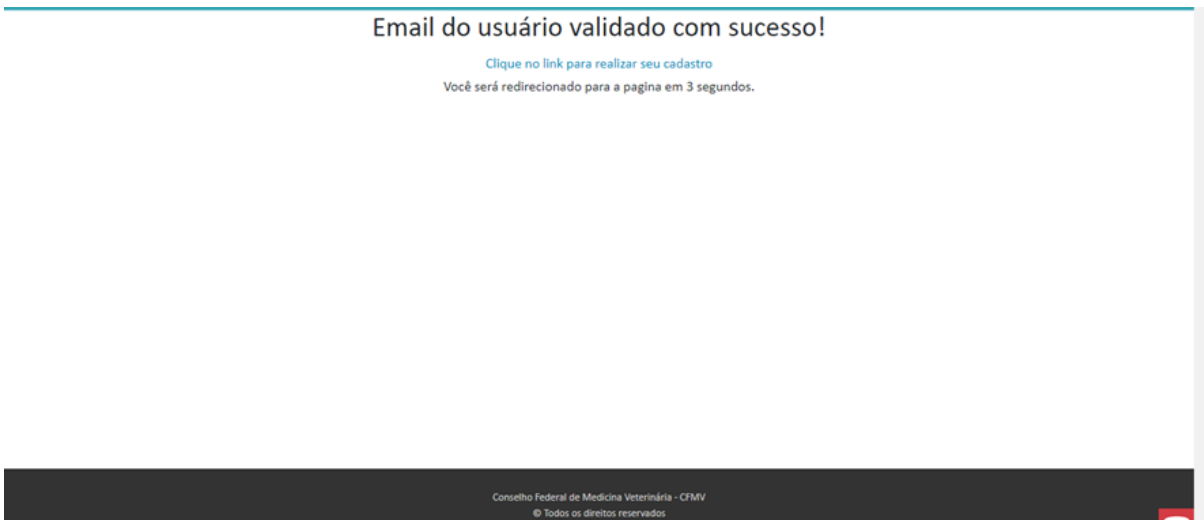 Email do usuário validado com sucesso!
Clique no link para realizar seu cadastro
Você será redirecionado para a pagina em 3 segundos.
Conselho Federal de Medicina Veterinária - CFMV
© Todos os direitos reservados